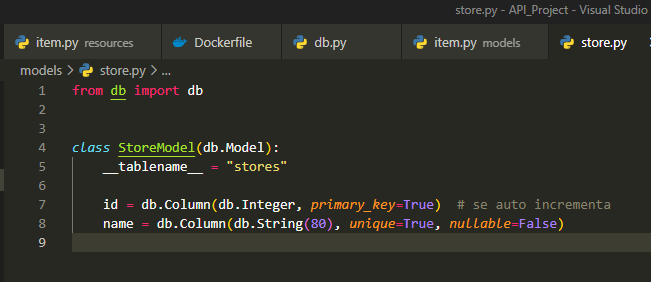 store.py - API_Project - Visual Studio
item.py resources Dockerfile db.py item.py models store.py
models > store.py > ...
1 from db import db
2
3
4 class StoreModel(db.Model):
5 __tablename__ = "stores"
6
7 id = db.Column(db.Integer, primary_key=True) # se auto incrementa
8 name = db.Column(db.String(80), unique=True, nullable=False)
9